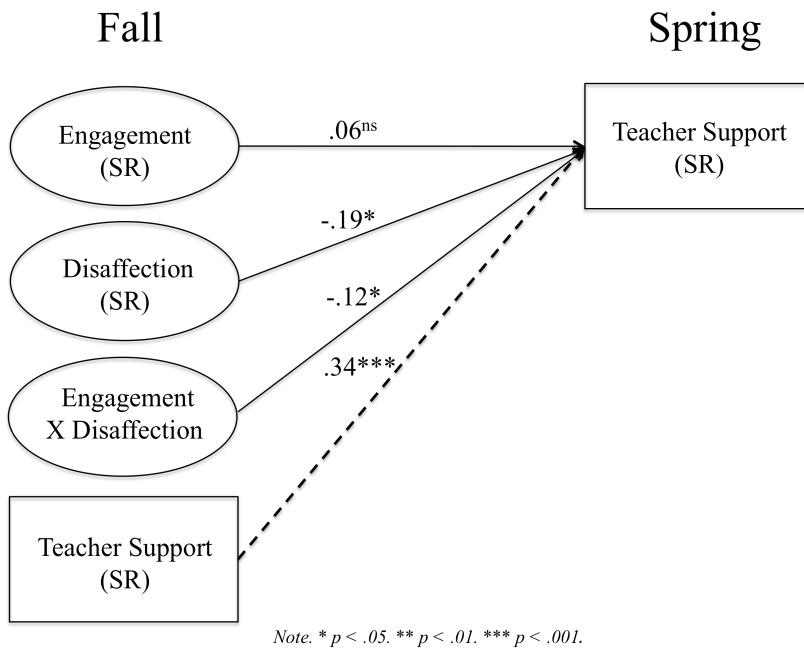 Fall
Spring
Engagement
(SR)
.06ns
Teacher Support
(SR)
-.19*
Disaffection
(SR)
-.12*
.34***
Engagement
X Disaffection
Teacher Support
(SR)
Note. * p < .05. ** p < .01. *** p < .001.